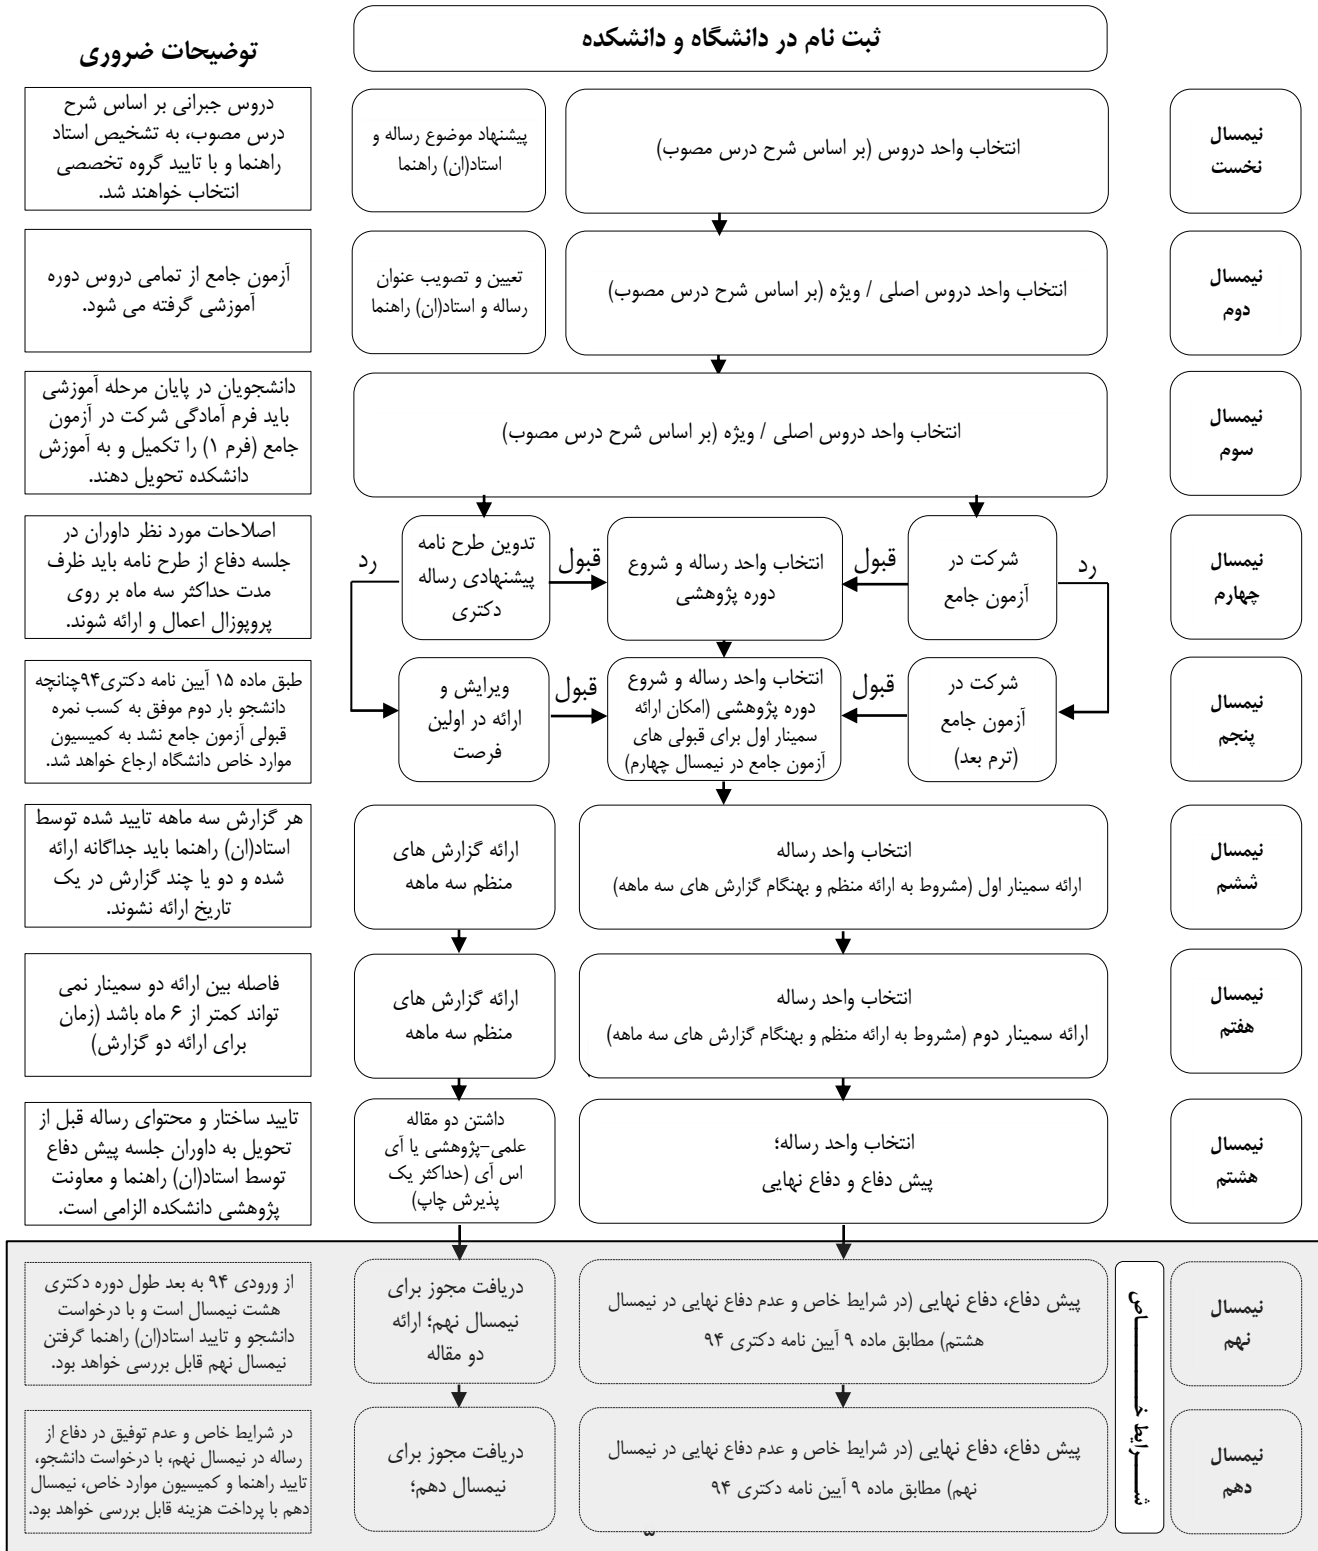 ثبت نام در دانشگاه و دانشکده
توضیحات ضروری
نیمسال
نخست
انتخاب واحد دروس (بر اساس شرح درس مصوب)
پیشنهاد موضوع رساله و
استاد(ان) راهنما
دروس جبرانی بر اساس شرح
درس مصوب، به تشخیص استاد
راهنما و با تایید گروه تخصصی
انتخاب خواهند شد.
نیمسال
دوم
انتخاب واحد دروس اصلی / ویژه (بر اساس شرح درس مصوب)
تعیین و تصویب عنوان
رساله و استاد(ان) راهنما
آزمون جامع از تمامی دروس دوره
آموزشی گرفته می شود.
نیمسال
سوم
انتخاب واحد دروس اصلی / ویژه (بر اساس شرح درس مصوب)
دانشجویان در پایان مرحله آموزشی
باید فرم آمادگی شرکت در آزمون
جامع (فرم ۱) را تکمیل و به آموزش
دانشکده تحویل دهند.
نیمسال
چهارم
رد
شرکت در
آزمون جامع
قبول
انتخاب واحد رساله و شروع
دوره پژوهشی
قبول
تدوین طرح نامه
پیشنهادی رساله
دکتری
رد
اصلاحات مورد نظر داوران در
جلسه دفاع از طرح نامه باید ظرف
مدت حداکثر سه ماه بر روی
پروپوزال اعمال و ارائه شوند.
نیمسال
پنجم
شرکت در
آزمون جامع
(ترم بعد)
قبول
انتخاب واحد رساله و شروع
دوره پژوهشی (امکان ارائه
سمینار اول برای قبولی های
آزمون جامع در نیمسال چهارم)
قبول
ویرایش و
ارائه در اولین
فرصت
طبق ماده ۱۵ آیین نامه دکتری۹۴چنانچه
دانشجو بار دوم موفق به کسب نمره
قبولی آزمون جامع نشد به کمیسیون
موارد خاص دانشگاه ارجاع خواهد شد.
نیمسال
ششم
انتخاب واحد رساله
ارائه سمینار اول (مشروط به ارائه منظم و بهنگام گزارش های سه ماهه)
ارائه گزارش های
منظم سه ماهه
هر گزارش سه ماهه تایید شده توسط
استاد(ان) راهنما باید جداگانه ارائه
شده و دو یا چند گزارش در یک
تاریخ ارائه نشوند.
نیمسال
هفتم
انتخاب واحد رساله
ارائه سمینار دوم (مشروط به ارائه منظم و بهنگام گزارش های سه ماهه)
ارائه گزارش های
منظم سه ماهه
فاصله بین ارائه دو سمینار نمی
تواند کمتر از ۶ ماه باشد (زمان
برای ارائه دو گزارش)
نیمسال
هشتم
انتخاب واحد رساله؛
پیش دفاع و دفاع نهایی
داشتن دو مقاله
علمی-پژوهشی یا آی
اس آی (حداکثر یک
پذیرش چاپ)
تایید ساختار و محتوای رساله قبل از
تحویل به داوران جلسه پیش دفاع
توسط استاد(ان) راهنما و معاونت
پژوهشی دانشکده الزامی است.
شــرایط خــــــاص
نیمسال
نهم
پیش دفاع، دفاع نهایی (در شرایط خاص و عدم دفاع نهایی در نیمسال
هشتم) مطابق ماده ۹ آیین نامه دکتری ۹۴
دریافت مجوز برای
نیمسال نهم؛ ارائه
دو مقاله
از ورودی ۹۴ به بعد طول دوره دکتری
هشت نیمسال است و با درخواست
دانشجو و تایید استاد(ان) راهنما گرفتن
نیمسال نهم قابل بررسی خواهد بود.
نیمسال
دهم
پیش دفاع، دفاع نهایی (در شرایط خاص و عدم دفاع نهایی در نیمسال
نهم) مطابق ماده ۹ آیین نامه دکتری ۹۴
دریافت مجوز برای
نیمسال دهم؛
در شرایط خاص و عدم توفیق در دفاع از
رساله در نیمسال نهم، با درخواست دانشجو،
تایید راهنما و کمیسیون موارد خاص، نیمسال
دهم با پرداخت هزینه قابل بررسی خواهد بود.